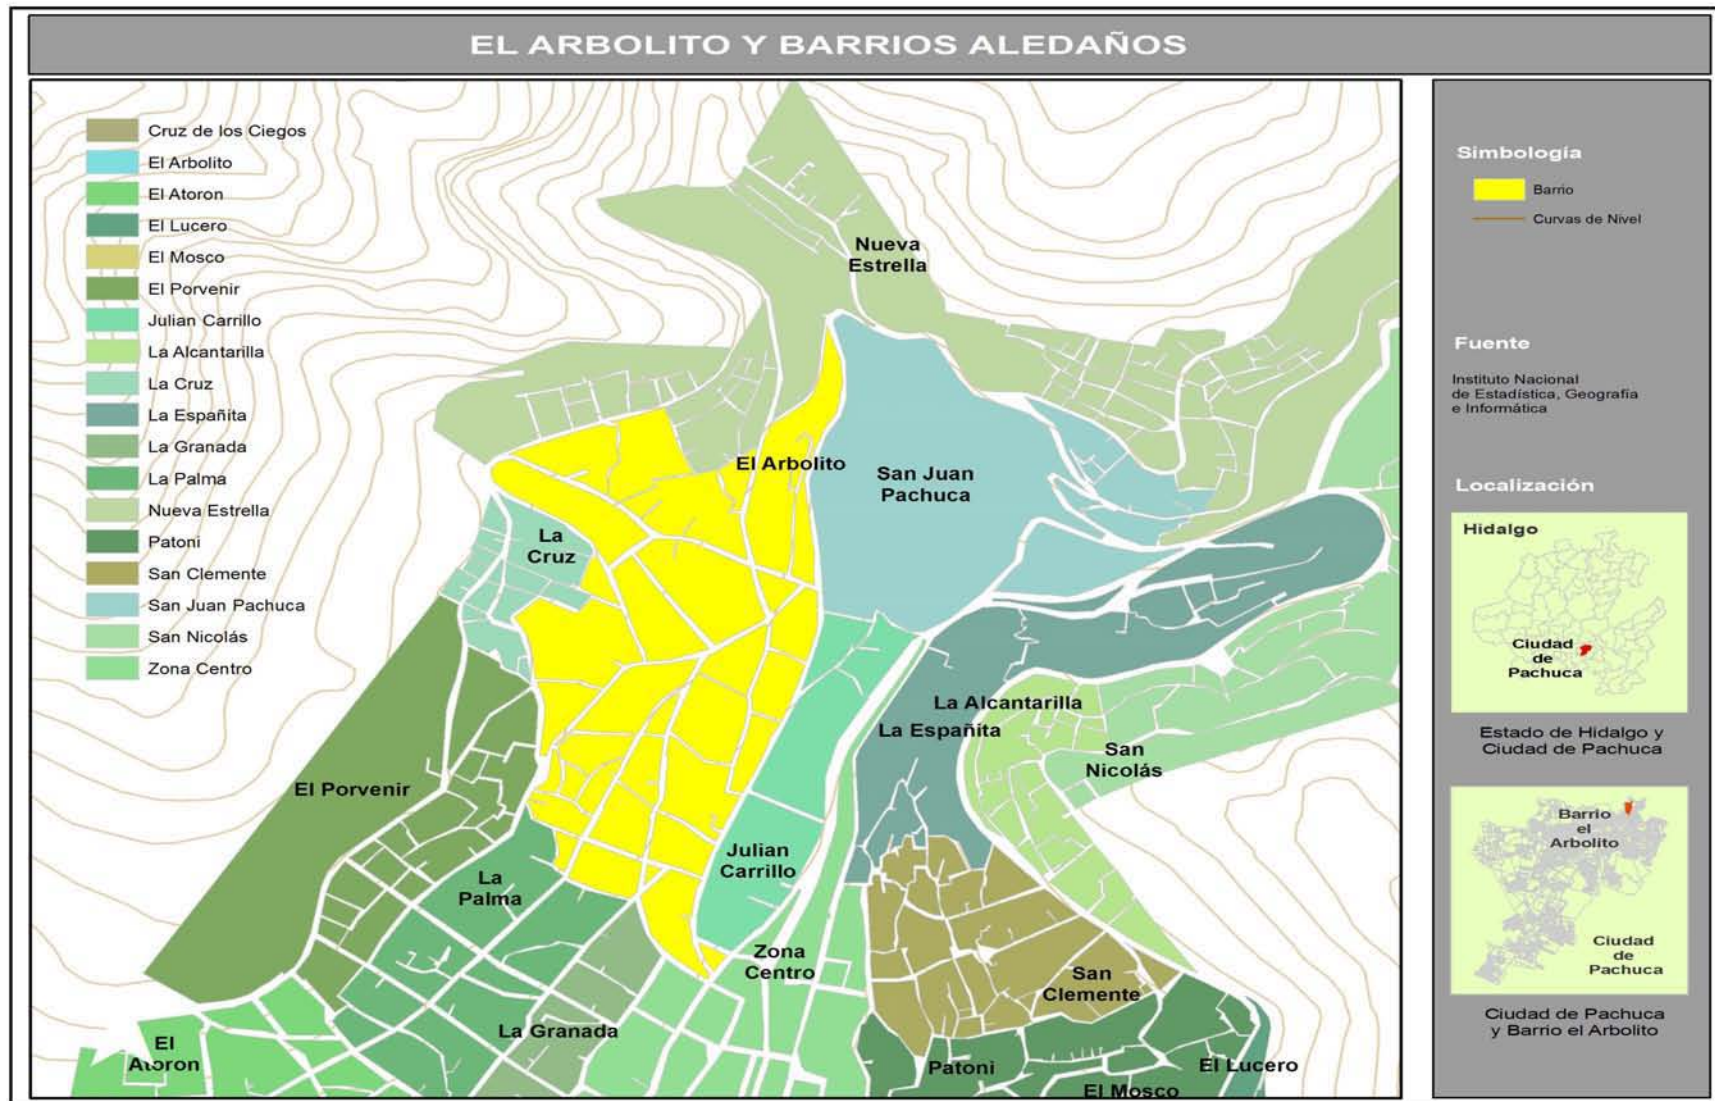 EL ARBOLITO Y BARRIOS ALEDAÑOS
Cruz de los Ciegos
El Arbolito
El Atoron
El Lucero
El Mosco
El Porvenir
Julian Carrillo
La Alcantarilla
La Cruz
La Españita
La Granada
La Palma
Nueva Estrella
Patoni
San Clemente
San Juan Pachuca
San Nicolás
Zona Centro
Nueva
Estrella
El Arbolito
San Juan
Pachuca
La
Cruz
La Alcantarilla
La Españita
San
Nicolás
El Porvenir
Julian
Carrillo
La
Palma
Zona
Centro
San
Clemente
La Granada
El
Atoron
Patoni
El Lucero
El Mosco
Simbología
Barrio
Curvas de Nivel
Fuente
Instituto Nacional
de Estadística, Geografía
e Informática
Localización
Hidalgo
Ciudad
de
Pachuca
Estado de Hidalgo y
Ciudad de Pachuca
Barrio
el
Arbolito
Ciudad
de
Pachuca
Ciudad de Pachuca
y Barrio el Arbolito